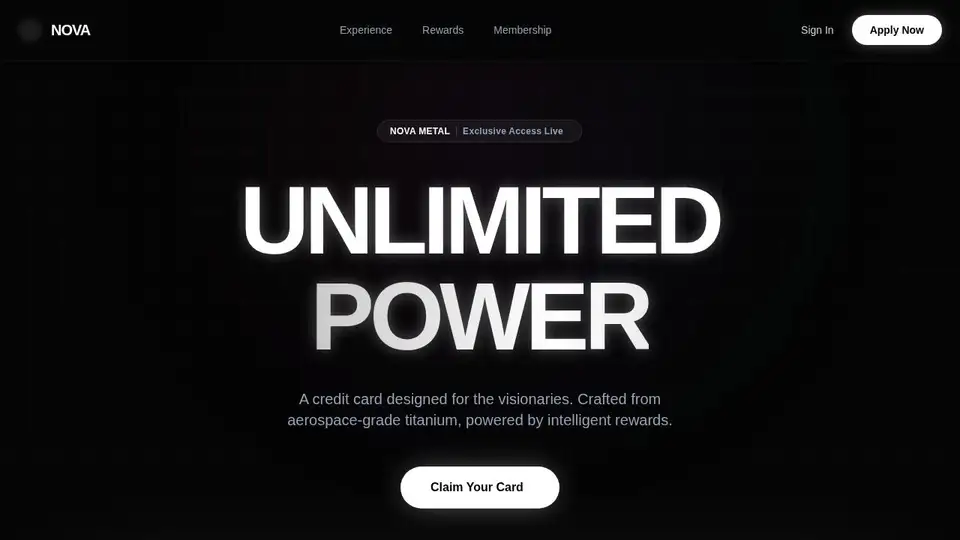 NOVA
Experience
Rewards
Membership
Sign In
Apply Now
NOVA METAL
Exclusive Access Live
UNLIMITED
POWER
A credit card designed for the visionaries. Crafted from
aerospace-grade titanium, powered by intelligent rewards.
Claim Your Card